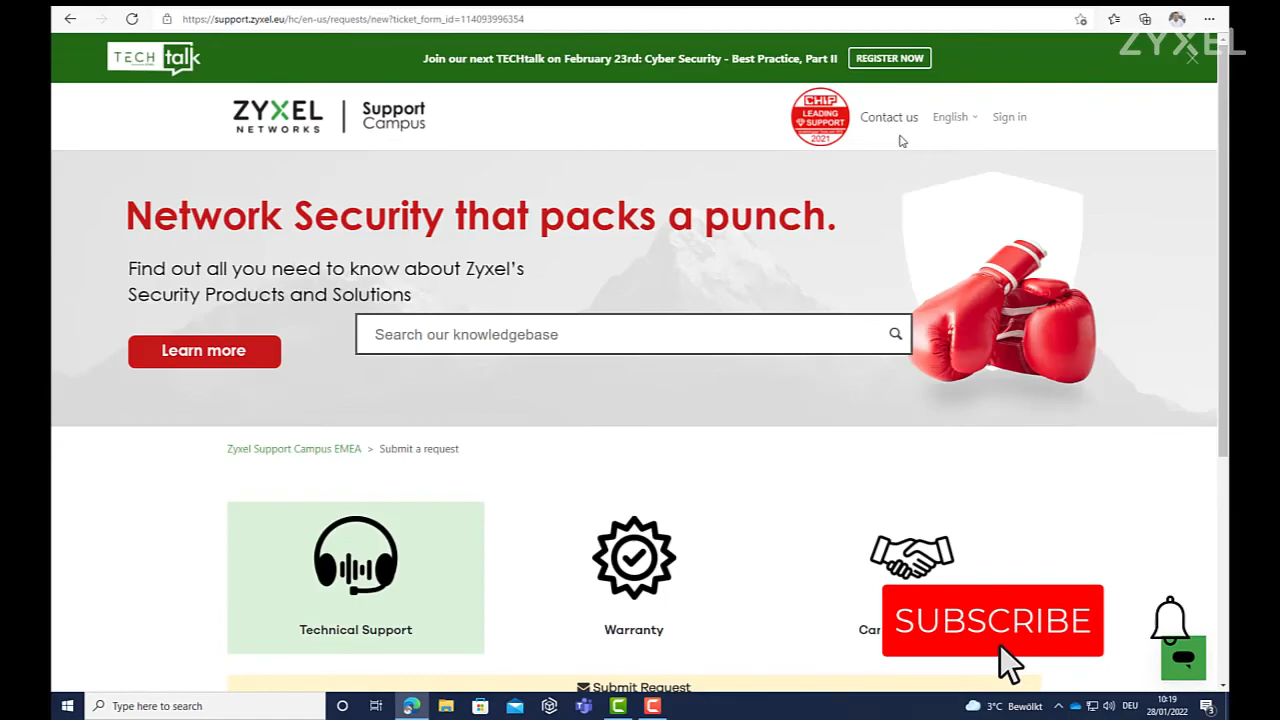 https://support.zyxel.eu/hc/en-us/requests/new?ticket_form_id=114093996354
ZYXEL
TECH talk
Join our next TECHtalk on February 23rd: Cyber Security - Best Practice, Part II
REGISTER NOW
ZYXEL NETWORKS
Support Campus
CHIP
LEADING
SUPPORT
2021
Contact us
English
Sign in
Network Security that packs a punch.
Find out all you need to know about Zyxel's
Security Products and Solutions
Search our knowledgebase
Learn more
Zyxel Support Campus EMEA > Submit a request
Technical Support
Warranty
SUBSCRIBE
Submit Request
Type here to search
3°C Bewölkt
DEU
10:19
28/01/2022
3